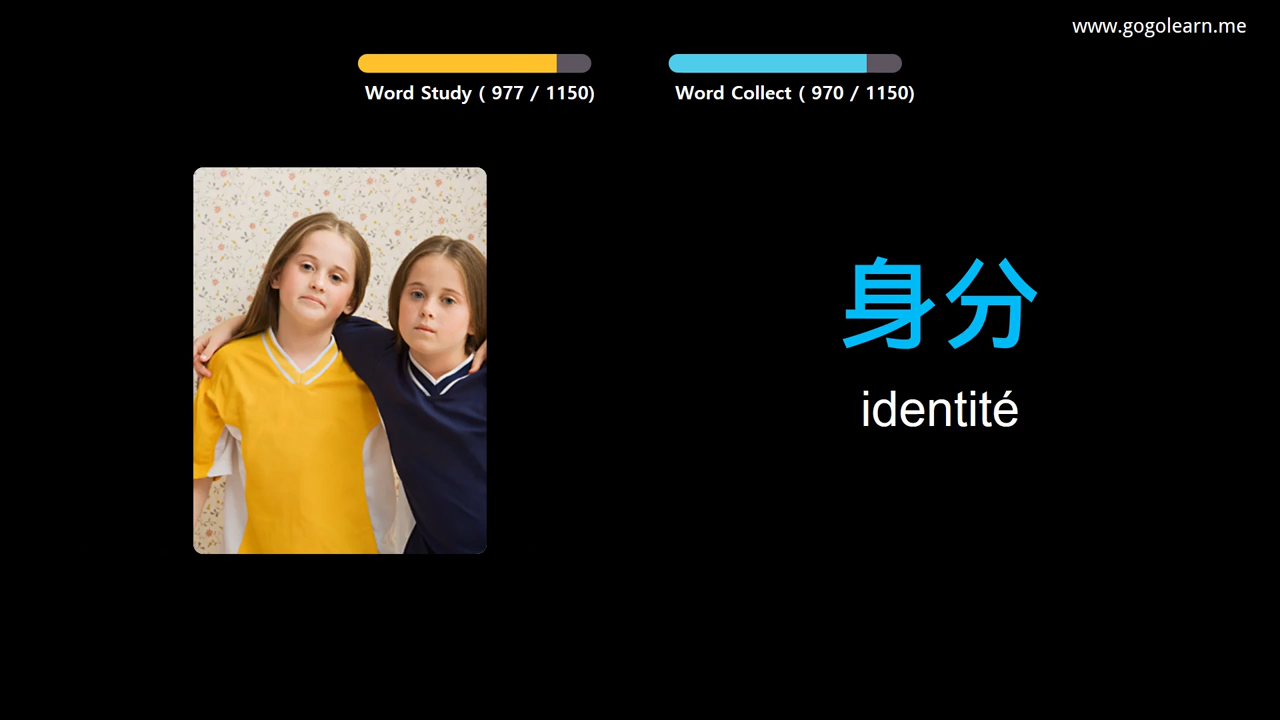 www.gogolearn.me
Word Study ( 977 / 1150)
Word Collect ( 970 / 1150)
身分
identité